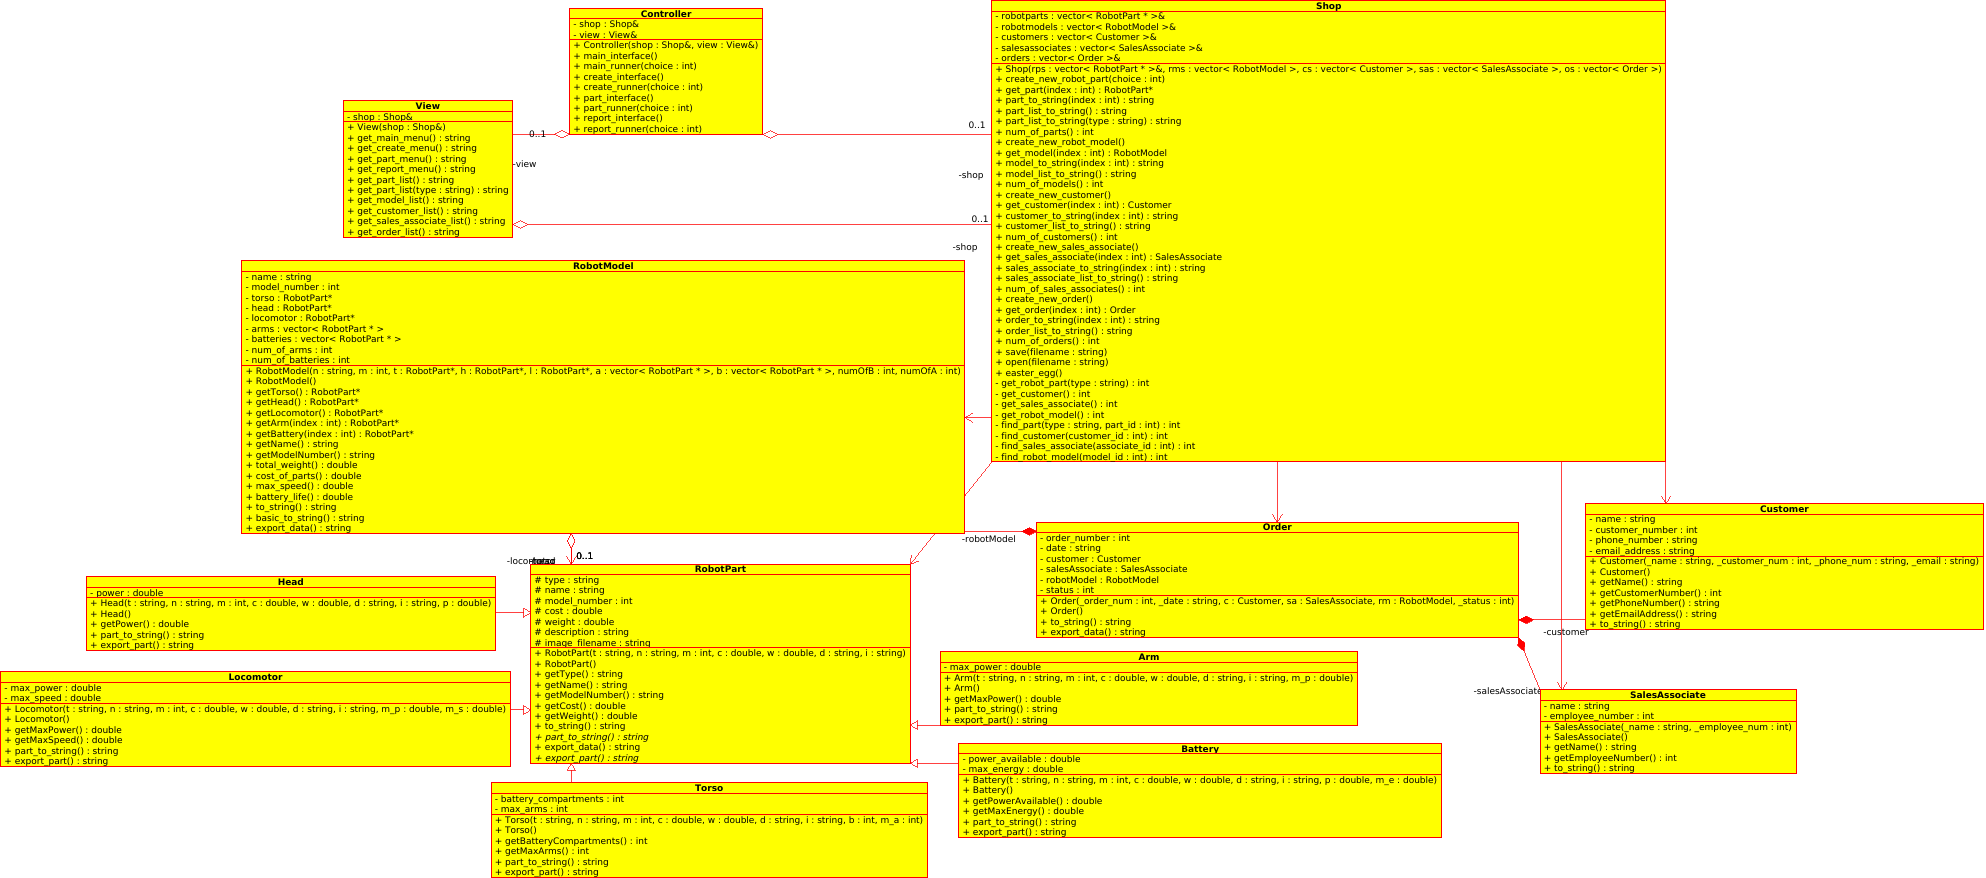 Controller
- shop : Shop&
- view : View&
+ Controller(shop : Shop&, view : View&)
+ main_interface()
+ main_runner(choice : int)
+ create_interface()
+ create_runner(choice : int)
+ part_interface()
+ part_runner(choice : int)
+ report_interface()
+ report_runner(choice : int)
Shop
- robotparts : vector< RobotPart * >&
- robotmodels : vector< RobotModel >&
- customers : vector< Customer >&
- salesassociates : vector< SalesAssociate >&
- orders : vector< Order >&
+ Shop(rps : vector< RobotPart * >&, rms : vector< RobotModel >, cs : vector< Customer >, sas : vector< SalesAssociate >, os : vector< Order >)
+ create_new_robot_part(choice : int)
+ get_part(index : int) : RobotPart*
+ part_to_string(index : int) : string
+ part_list_to_string() : string
+ part_list_to_string(type : string) : string
+ num_of_parts() : int
+ create_new_robot_model()
+ get_model(index : int) : RobotModel
+ model_to_string(index : int) : string
+ model_list_to_string() : string
+ num_of_models() : int
+ create_new_customer()
+ get_customer(index : int) : Customer
+ customer_to_string(index : int) : string
+ customer_list_to_string() : string
+ num_of_customers() : int
+ create_new_sales_associate()
+ get_sales_associate(index : int) : SalesAssociate
+ sales_associate_to_string(index : int) : string
+ sales_associate_list_to_string() : string
+ num_of_sales_associates() : int
+ create_new_order()
+ get_order(index : int) : Order
+ order_to_string(index : int) : string
+ order_list_to_string() : string
+ num_of_orders() : int
+ save(filename : string)
+ open(filename : string)
+ easter_egg()
- get_robot_part(type : string) : int
- get_customer() : int
- get_sales_associate() : int
- get_robot_model() : int
- find_part(type : string, part_id : int) : int
- find_customer(customer_id : int) : int
- find_sales_associate(associate_id : int) : int
- find_robot_model(model_id : int) : int
View
- shop : Shop&
+ View(shop : Shop&)
+ get_main_menu() : string
+ get_create_menu() : string
+ get_part_menu() : string
+ get_report_menu() : string
+ get_part_list() : string
+ get_part_list(type : string) : string
+ get_model_list() : string
+ get_customer_list() : string
+ get_sales_associate_list() : string
+ get_order_list() : string
0..1
-view
0..1
-shop
0..1
-shop
RobotModel
- name : string
- model_number : int
- torso : RobotPart*
- head : RobotPart*
- locomotor : RobotPart*
- arms : vector< RobotPart * >
- batteries : vector< RobotPart * >
- num_of_arms : int
- num_of_batteries : int
+ RobotModel(n : string, m : int, t : RobotPart*, h : RobotPart*, l : RobotPart*, a : vector< RobotPart * >, b : vector< RobotPart * >, numOfB : int, numOfA : int)
+ RobotModel()
+ getTorso() : RobotPart*
+ getHead() : RobotPart*
+ getLocomotor() : RobotPart*
+ getArm(index : int) : RobotPart*
+ getBattery(index : int) : RobotPart*
+ getName() : string
+ getModelNumber() : string
+ total_weight() : double
+ cost_of_parts() : double
+ max_speed() : double
+ battery_life() : double
+ to_string() : string
+ basic_to_string() : string
+ export_data() : string
0..1
-robotModel
Order
- order_number : int
- date : string
- customer : Customer
- salesAssociate : SalesAssociate
- robotModel : RobotModel
- status : int
+ Order(_order_num : int, _date : string, c : Customer, sa : SalesAssociate, rm : RobotModel, _status : int)
+ Order()
+ to_string() : string
+ export_data() : string
-customer
-salesAssociate
Customer
- name : string
- customer_number : int
- phone_number : string
- email_address : string
+ Customer(_name : string, _customer_num : int, _phone_num : string, _email : string)
+ Customer()
+ getName() : string
+ getCustomerNumber() : int
+ getPhoneNumber() : string
+ getEmailAddress() : string
+ to_string() : string
Head
- power : double
+ Head(t : string, n : string, m : int, c : double, w : double, d : string, i : string, p : double)
+ Head()
+ getPower() : double
+ part_to_string() : string
+ export_part() : string
RobotPart
# type : string
# name : string
# model_number : int
# cost : double
# weight : double
# description : string
# image_filename : string
+ RobotPart(t : string, n : string, m : int, c : double, w : double, d : string, i : string)
+ RobotPart()
+ getType() : string
+ getName() : string
+ getModelNumber() : string
+ getCost() : double
+ getWeight() : double
+ to_string() : string
+ part_to_string() : string
+ export_data() : string
+ export_part() : string
Locomotor
- max_power : double
- max_speed : double
+ Locomotor(t : string, n : string, m : int, c : double, w : double, d : string, i : string, m_p : double, m_s : double)
+ Locomotor()
+ getMaxPower() : double
+ getMaxSpeed() : double
+ part_to_string() : string
+ export_part() : string
Arm
- max_power : double
+ Arm(t : string, n : string, m : int, c : double, w : double, d : string, i : string, m_p : double)
+ Arm()
+ getMaxPower() : double
+ part_to_string() : string
+ export_part() : string
SalesAssociate
- name : string
- employee_number : int
+ SalesAssociate(_name : string, _employee_num : int)
+ SalesAssociate()
+ getName() : string
+ getEmployeeNumber() : int
+ to_string() : string
Battery
- power_available : double
- max_energy : double
+ Battery(t : string, n : string, m : int, c : double, w : double, d : string, i : string, p : double, m_e : double)
+ Battery()
+ getPowerAvailable() : double
+ getMaxEnergy() : double
+ part_to_string() : string
+ export_part() : string
Torso
- battery_compartments : int
- max_arms : int
+ Torso(t : string, n : string, m : int, c : double, w : double, d : string, i : string, b : int, m_a : int)
+ Torso()
+ getBatteryCompartments() : int
+ getMaxArms() : int
+ part_to_string() : string
+ export_part() : string